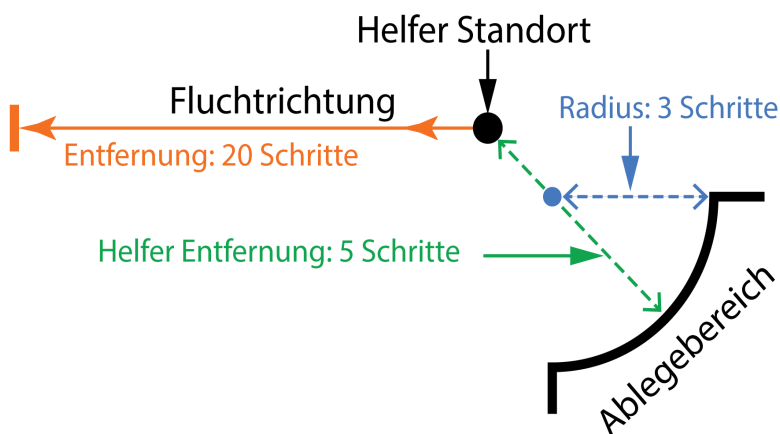 Helfer Standort
Fluchtrichtung
Radius: 3 Schritte
Entfernung: 20 Schritte
Helfer Entfernung: 5 Schritte
Ablegebereich